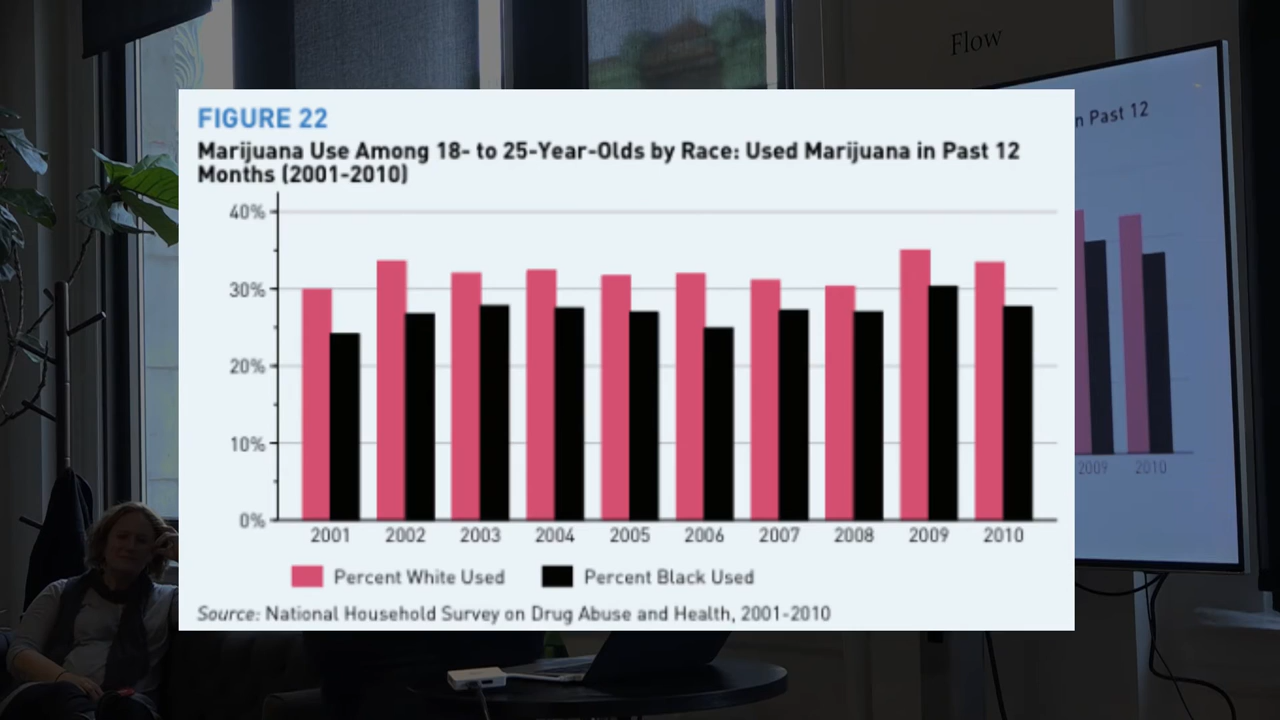 Flow
n Past 12
FIGURE 22
Marijuana Use Among 18- to 25-Year-Olds by Race: Used Marijuana in Past 12
Months (2001-2010)
40%
30%
20%
10%
0%
2001 2002 2003 2004 2005 2006 2007 2008 2009 2010
Percent White Used Percent Black Used
Source: National Household Survey on Drug Abuse and Health, 2001-2010
2009 2010